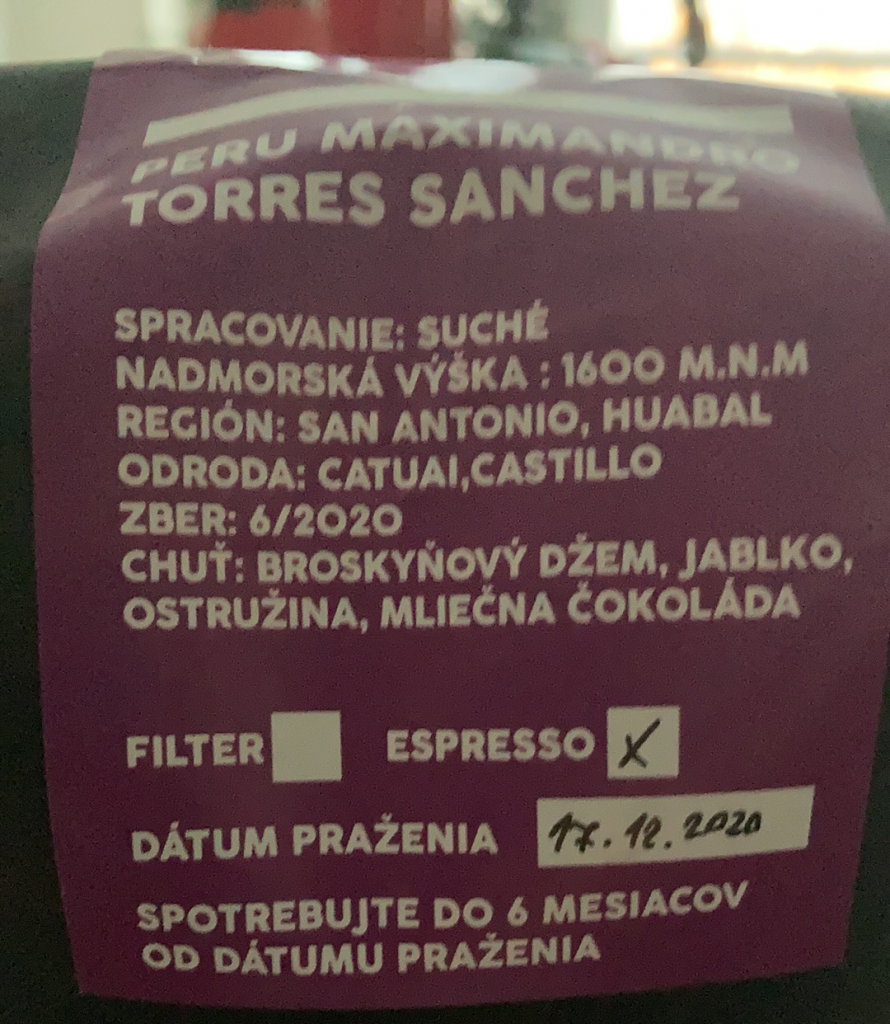 PERU MAXIMANDRO
TORRES SANCHEZ
SPRACOVANIE: SUCHÉ
NADMORSKÁ VÝŠKA : 1600 M.N.M
REGIÓN: SAN ANTONIO, HUABAL
ODRODA: CATUAI,CASTILLO
ZBER: 6/2020
CHUŤ: BROSKYŇOVÝ DŽEM, JABLKO,
OSTRUŽINA, MLIEČNA ČOKOLÁDA
FILTER ESPRESSO X
DÁTUM PRAŽENIA 17.12.2020
SPOTREBUJTE DO 6 MESIACOV
OD DÁTUMU PRAŽENIA